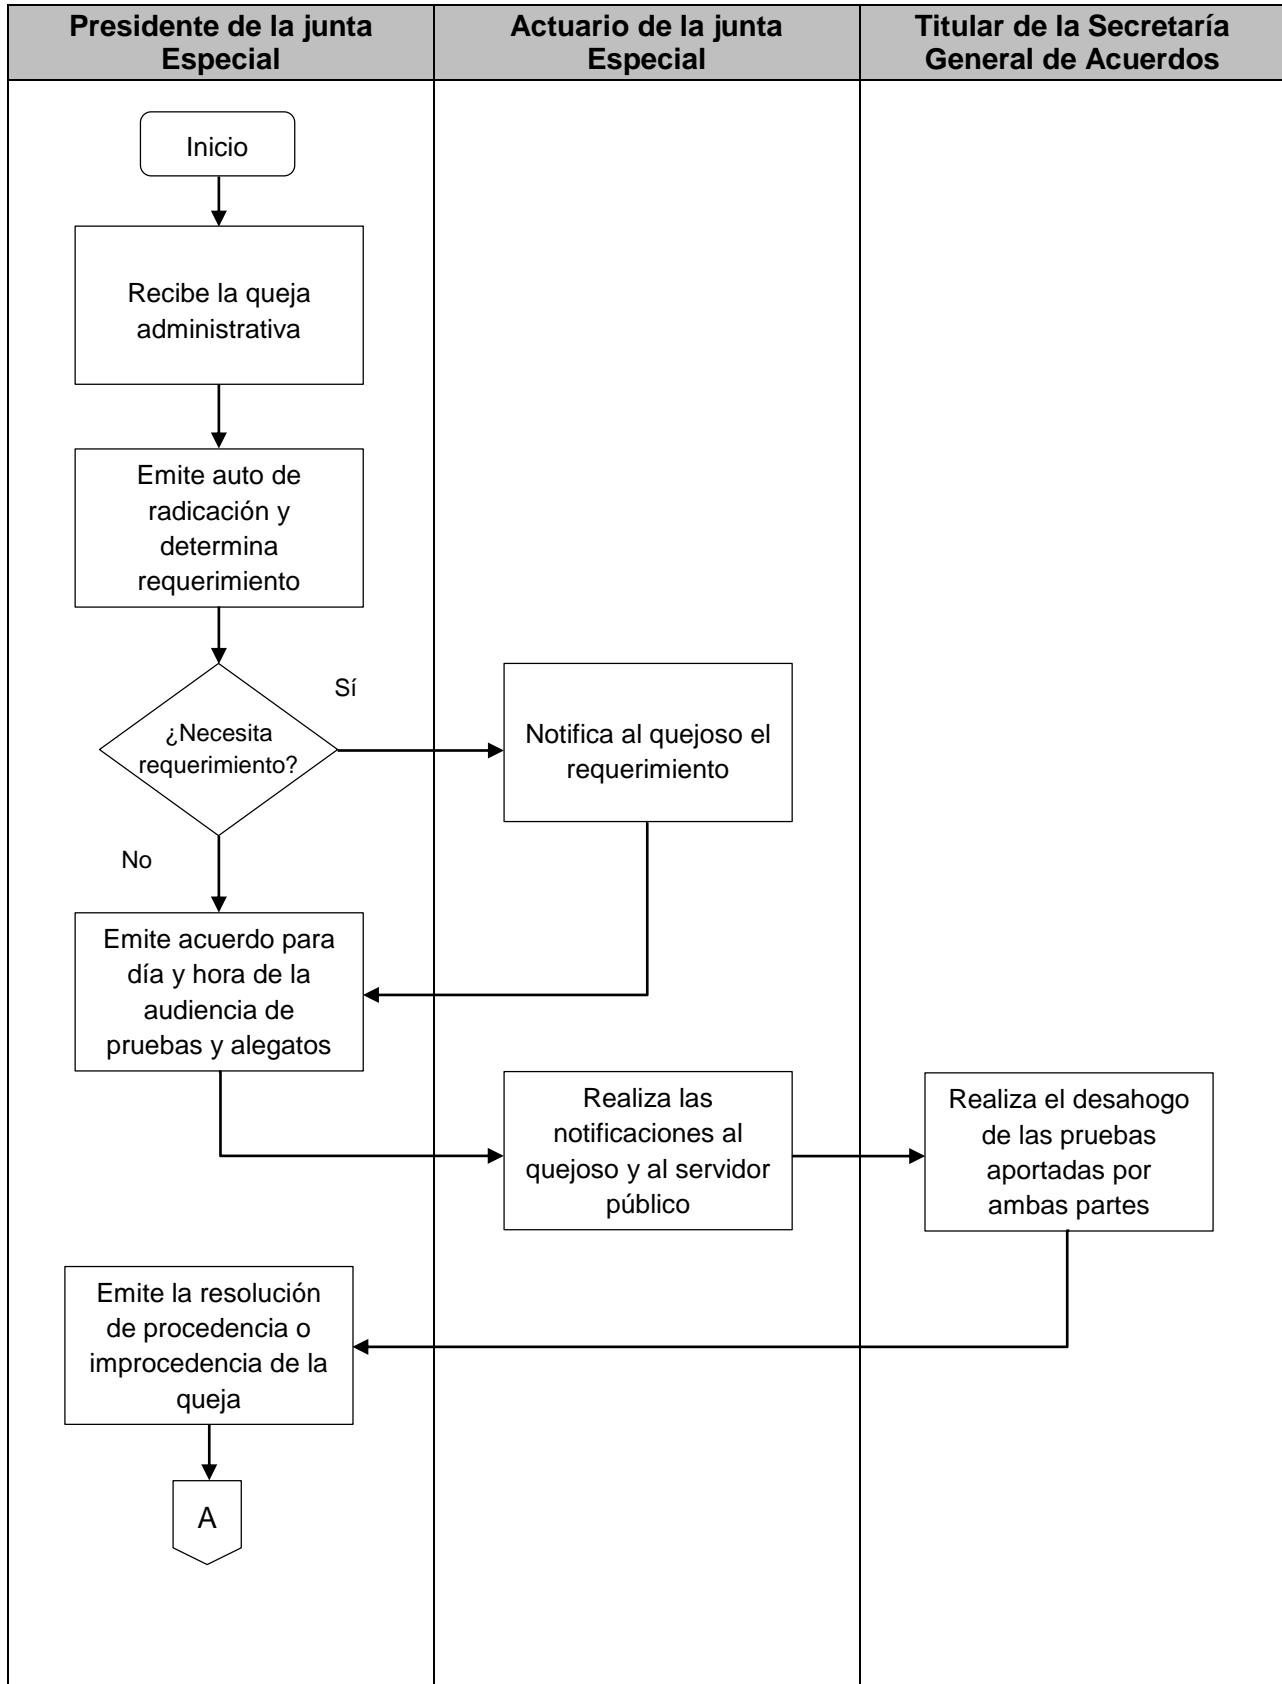 Presidente de la junta
Especial
Actuario de la junta
Especial
Titular de la Secretaría
General de Acuerdos
Inicio
Recibe la queja
administrativa
Emite auto de
radicación y
determina
requerimiento
¿Necesita
requerimiento?
Sí
Notifica al quejoso el
requerimiento
No
Emite acuerdo para
día y hora de la
audiencia de
pruebas y alegatos
Realiza las
notificaciones al
quejoso y al servidor
público
Realiza el desahogo
de las pruebas
aportadas por
ambas partes
Emite la resolución
de procedencia o
improcedencia de la
queja
A